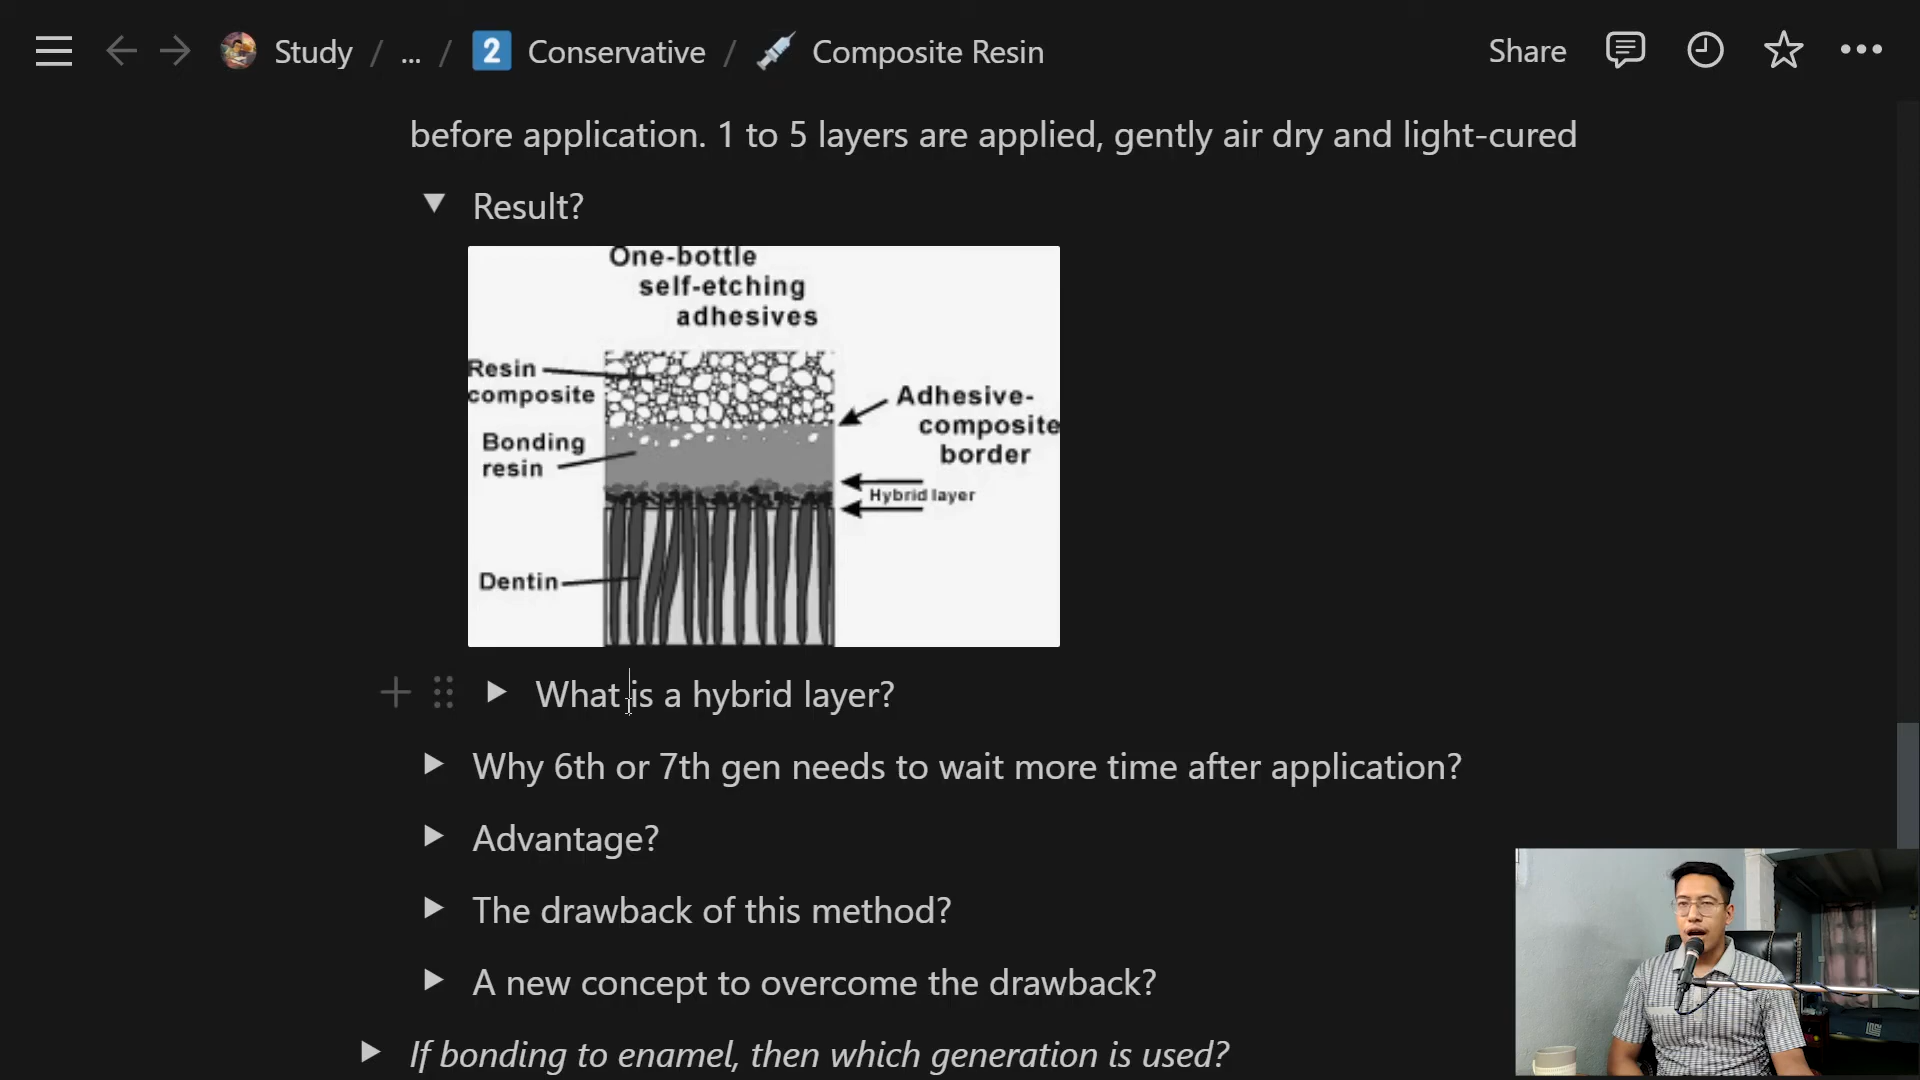 Study / ... / 2 Conservative / Composite Resin
Share
before application. 1 to 5 layers are applied, gently air dry and light-cured
Result?
One-bottle
self-etching
adhesives
Resin
composite
Bonding
resin
Dentin
Adhesive-
composite
border
Hybrid layer
What is a hybrid layer?
Why 6th or 7th gen needs to wait more time after application?
Advantage?
The drawback of this method?
A new concept to overcome the drawback?
If bonding to enamel, then which generation is used?